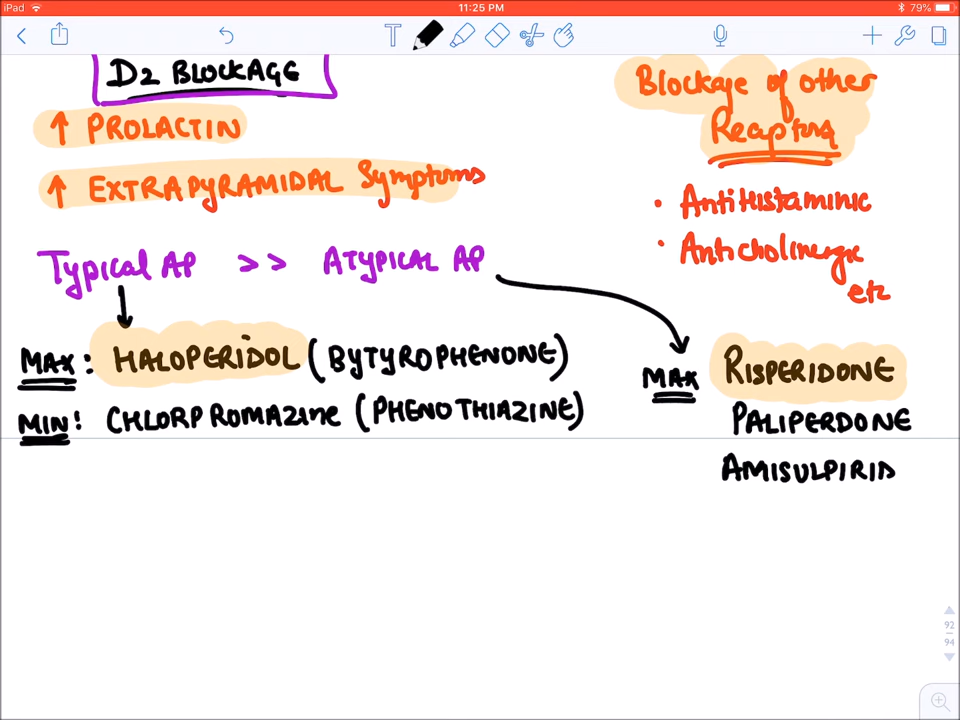 iPad 11:25 PM 79%
T
D2 BLOCKAGE
↑ PROLACTIN
↑ EXTRAPYRAMIDAL Symptoms
Blockage of other
Receptors
• Antihistaminic
• Anticholinergic
etc
Typical AP >> ATYPICAL AP
MAX: HALOPERIDOL (BYTYROPHENONE)
MIN: CHLORPROMAZINE (PHENOTHIAZINE)
MAX RISPERIDONE
PALIPERDONE
AMISULPIRID
92
94